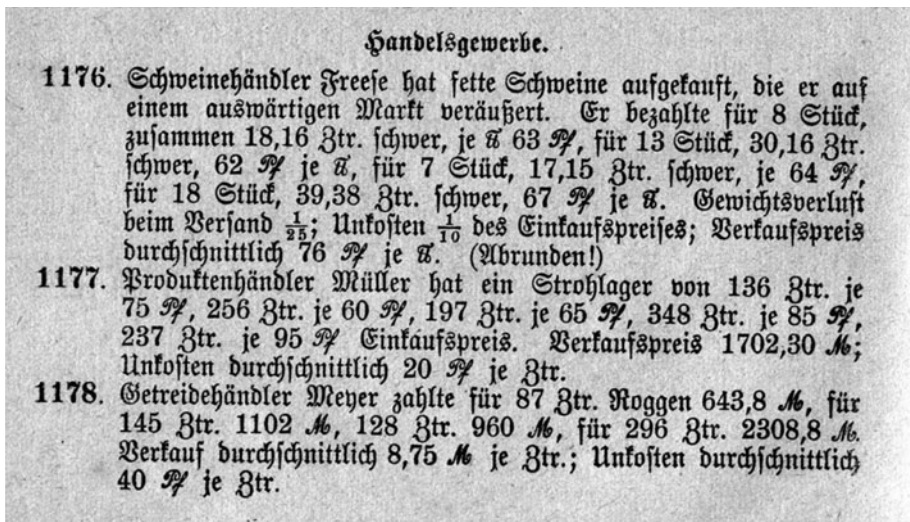 Handelsgewerbe.
1176. Schweinehändler Freese hat fette Schweine aufgekauft, die er auf
einem auswärtigen Markt veräußert. Er bezahlte für 8 Stück,
zusammen 18,16 Ztr. schwer, je ℔ 63 ₰, für 13 Stück, 30,16 Ztr.
schwer, 62 ₰ je ℔, für 7 Stück, 17,15 Ztr. schwer, je 64 ₰,
für 18 Stück, 39,38 Ztr. schwer, 67 ₰ je ℔. Gewichtsverlust
beim Versand 1/25; Unkosten 1/10 des Einkaufspreises; Verkaufspreis
durchschnittlich 76 ₰ je ℔. (Abrunden!)
1177. Produktenhändler Müller hat ein Strohlager von 136 Ztr. je
75 ₰, 256 Ztr. je 60 ₰, 197 Ztr. je 65 ₰, 348 Ztr. je 85 ₰,
237 Ztr. je 95 ₰ Einkaufspreis. Verkaufspreis 1702,30 ℳ;
Unkosten durchschnittlich 20 ₰ je Ztr.
1178. Getreidehändler Meyer zahlte für 87 Ztr. Roggen 643,8 ℳ, für
145 Ztr. 1102 ℳ, 128 Ztr. 960 ℳ, für 296 Ztr. 2308,8 ℳ.
Verkauf durchschnittlich 8,75 ℳ je Ztr.; Unkosten durchschnittlich
40 ₰ je Ztr.